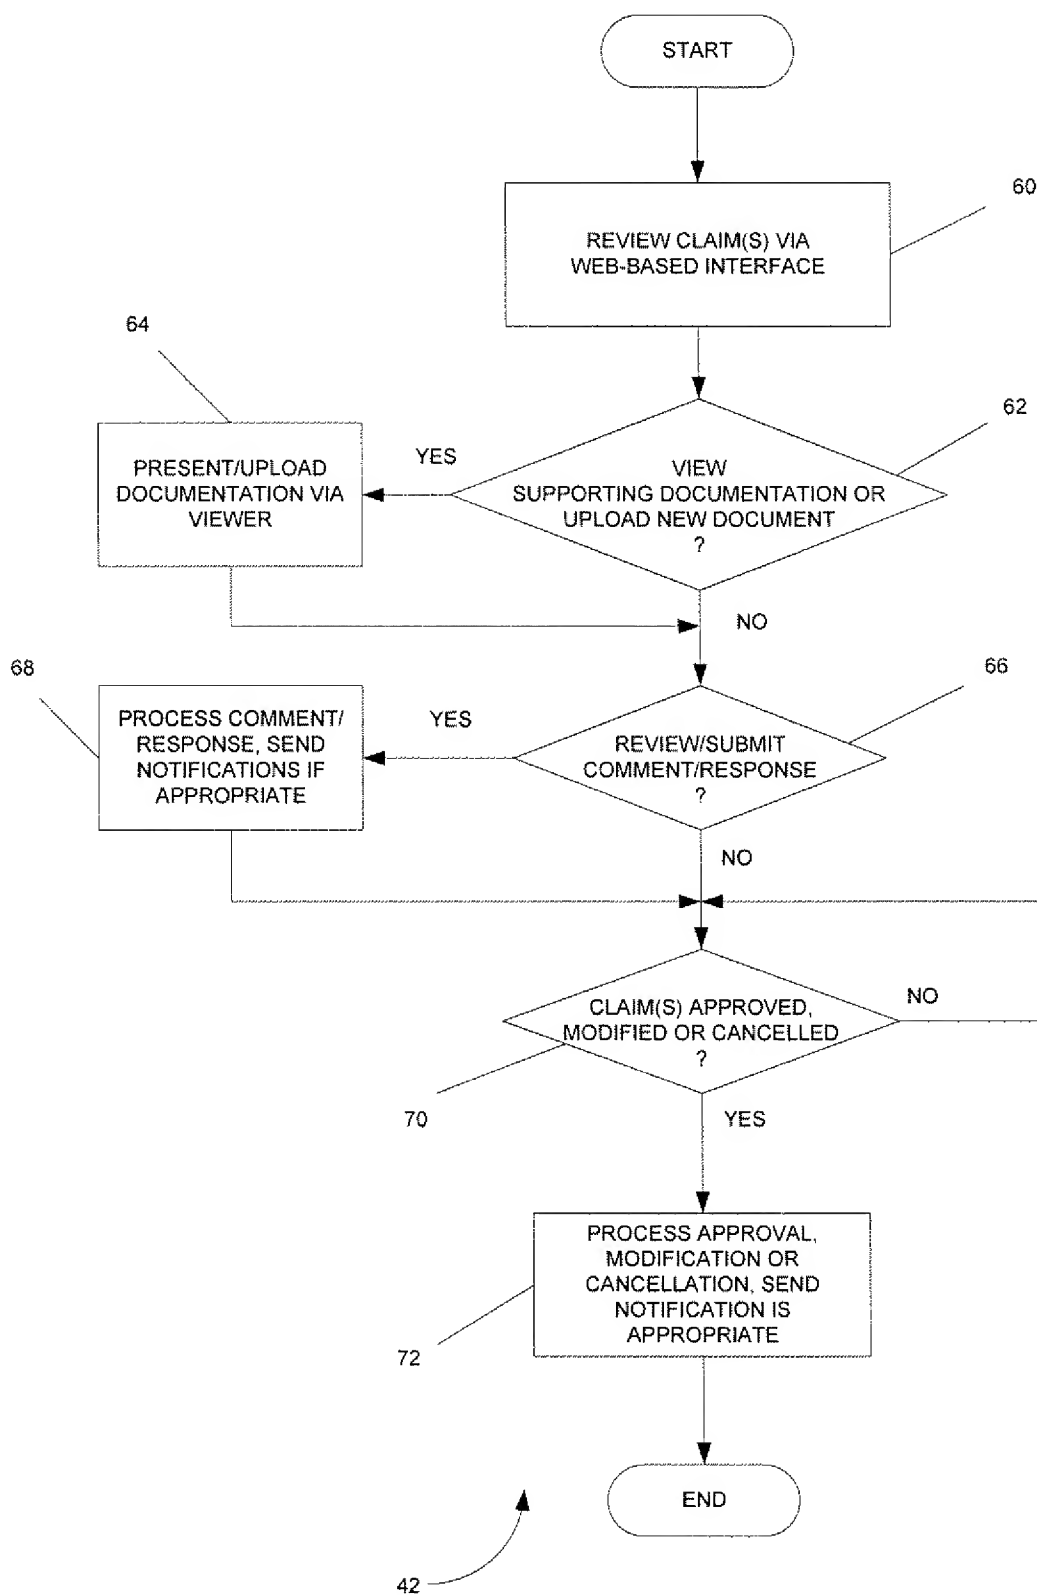 START
60
REVIEW CLAIM(S) VIA
WEB-BASED INTERFACE
64
62
YES
PRESENT/UPLOAD
DOCUMENTATION VIA
VIEWER
VIEW
SUPPORTING DOCUMENTATION OR
UPLOAD NEW DOCUMENT
?
NO
68
66
PROCESS COMMENT/
RESPONSE, SEND
NOTIFICATIONS IF
APPROPRIATE
YES
REVIEW/SUBMIT
COMMENT/RESPONSE
?
NO
CLAIM(S) APPROVED,
MODIFIED OR CANCELLED
?
NO
70
YES
PROCESS APPROVAL,
MODIFICATION OR
CANCELLATION, SEND
NOTIFICATION IS
APPROPRIATE
72
END
42